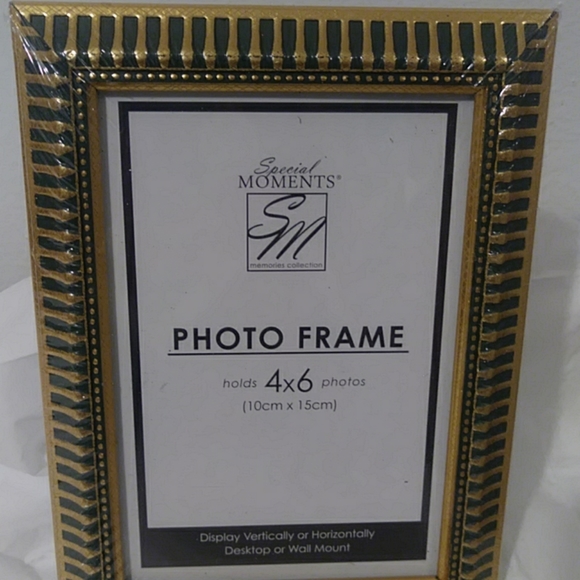 Special
MOMENTS®
SM
memories collection
PHOTO FRAME
holds 4x6 photos
(10cm x 15cm)
Display Vertically or Horizontally
Desktop or Wall Mount